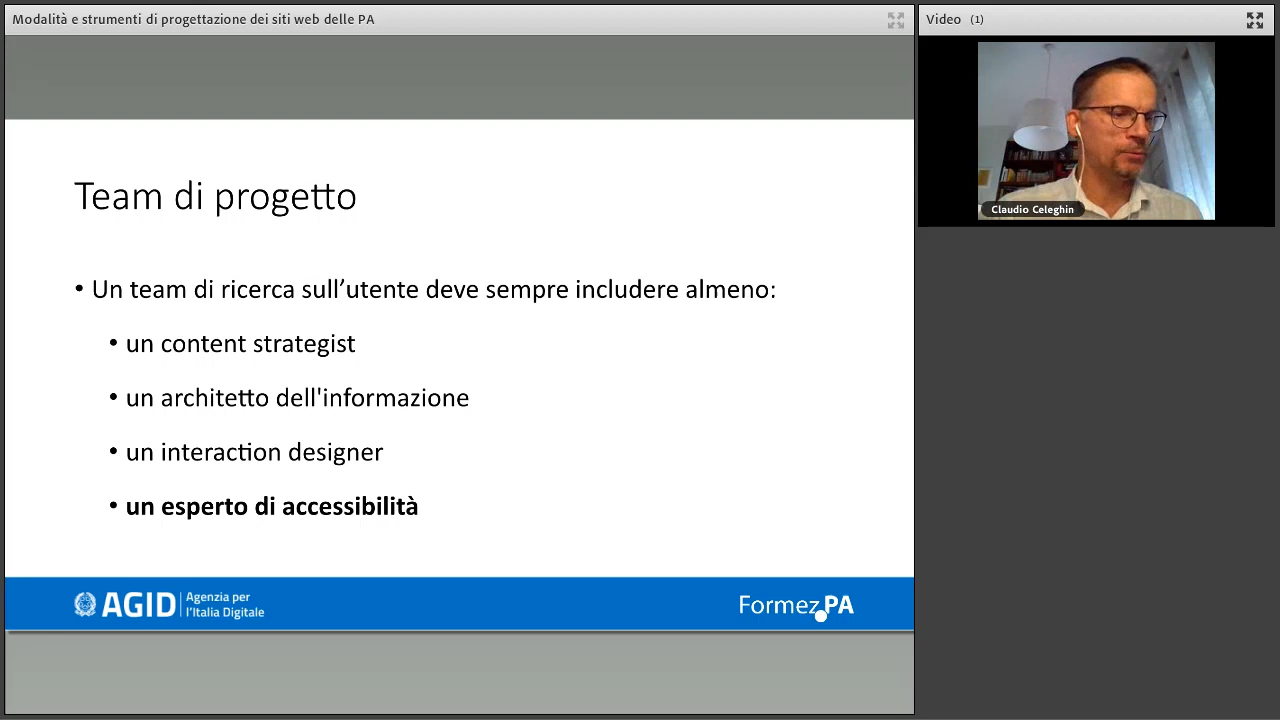 Modalità e strumenti di progettazione dei siti web delle PA
Video (1)
Claudio Celeghin
Team di progetto
• Un team di ricerca sull’utente deve sempre includere almeno:
• un content strategist
• un architetto dell'informazione
• un interaction designer
• un esperto di accessibilità
AGID
Agenzia per
l’Italia Digitale
Formez PA